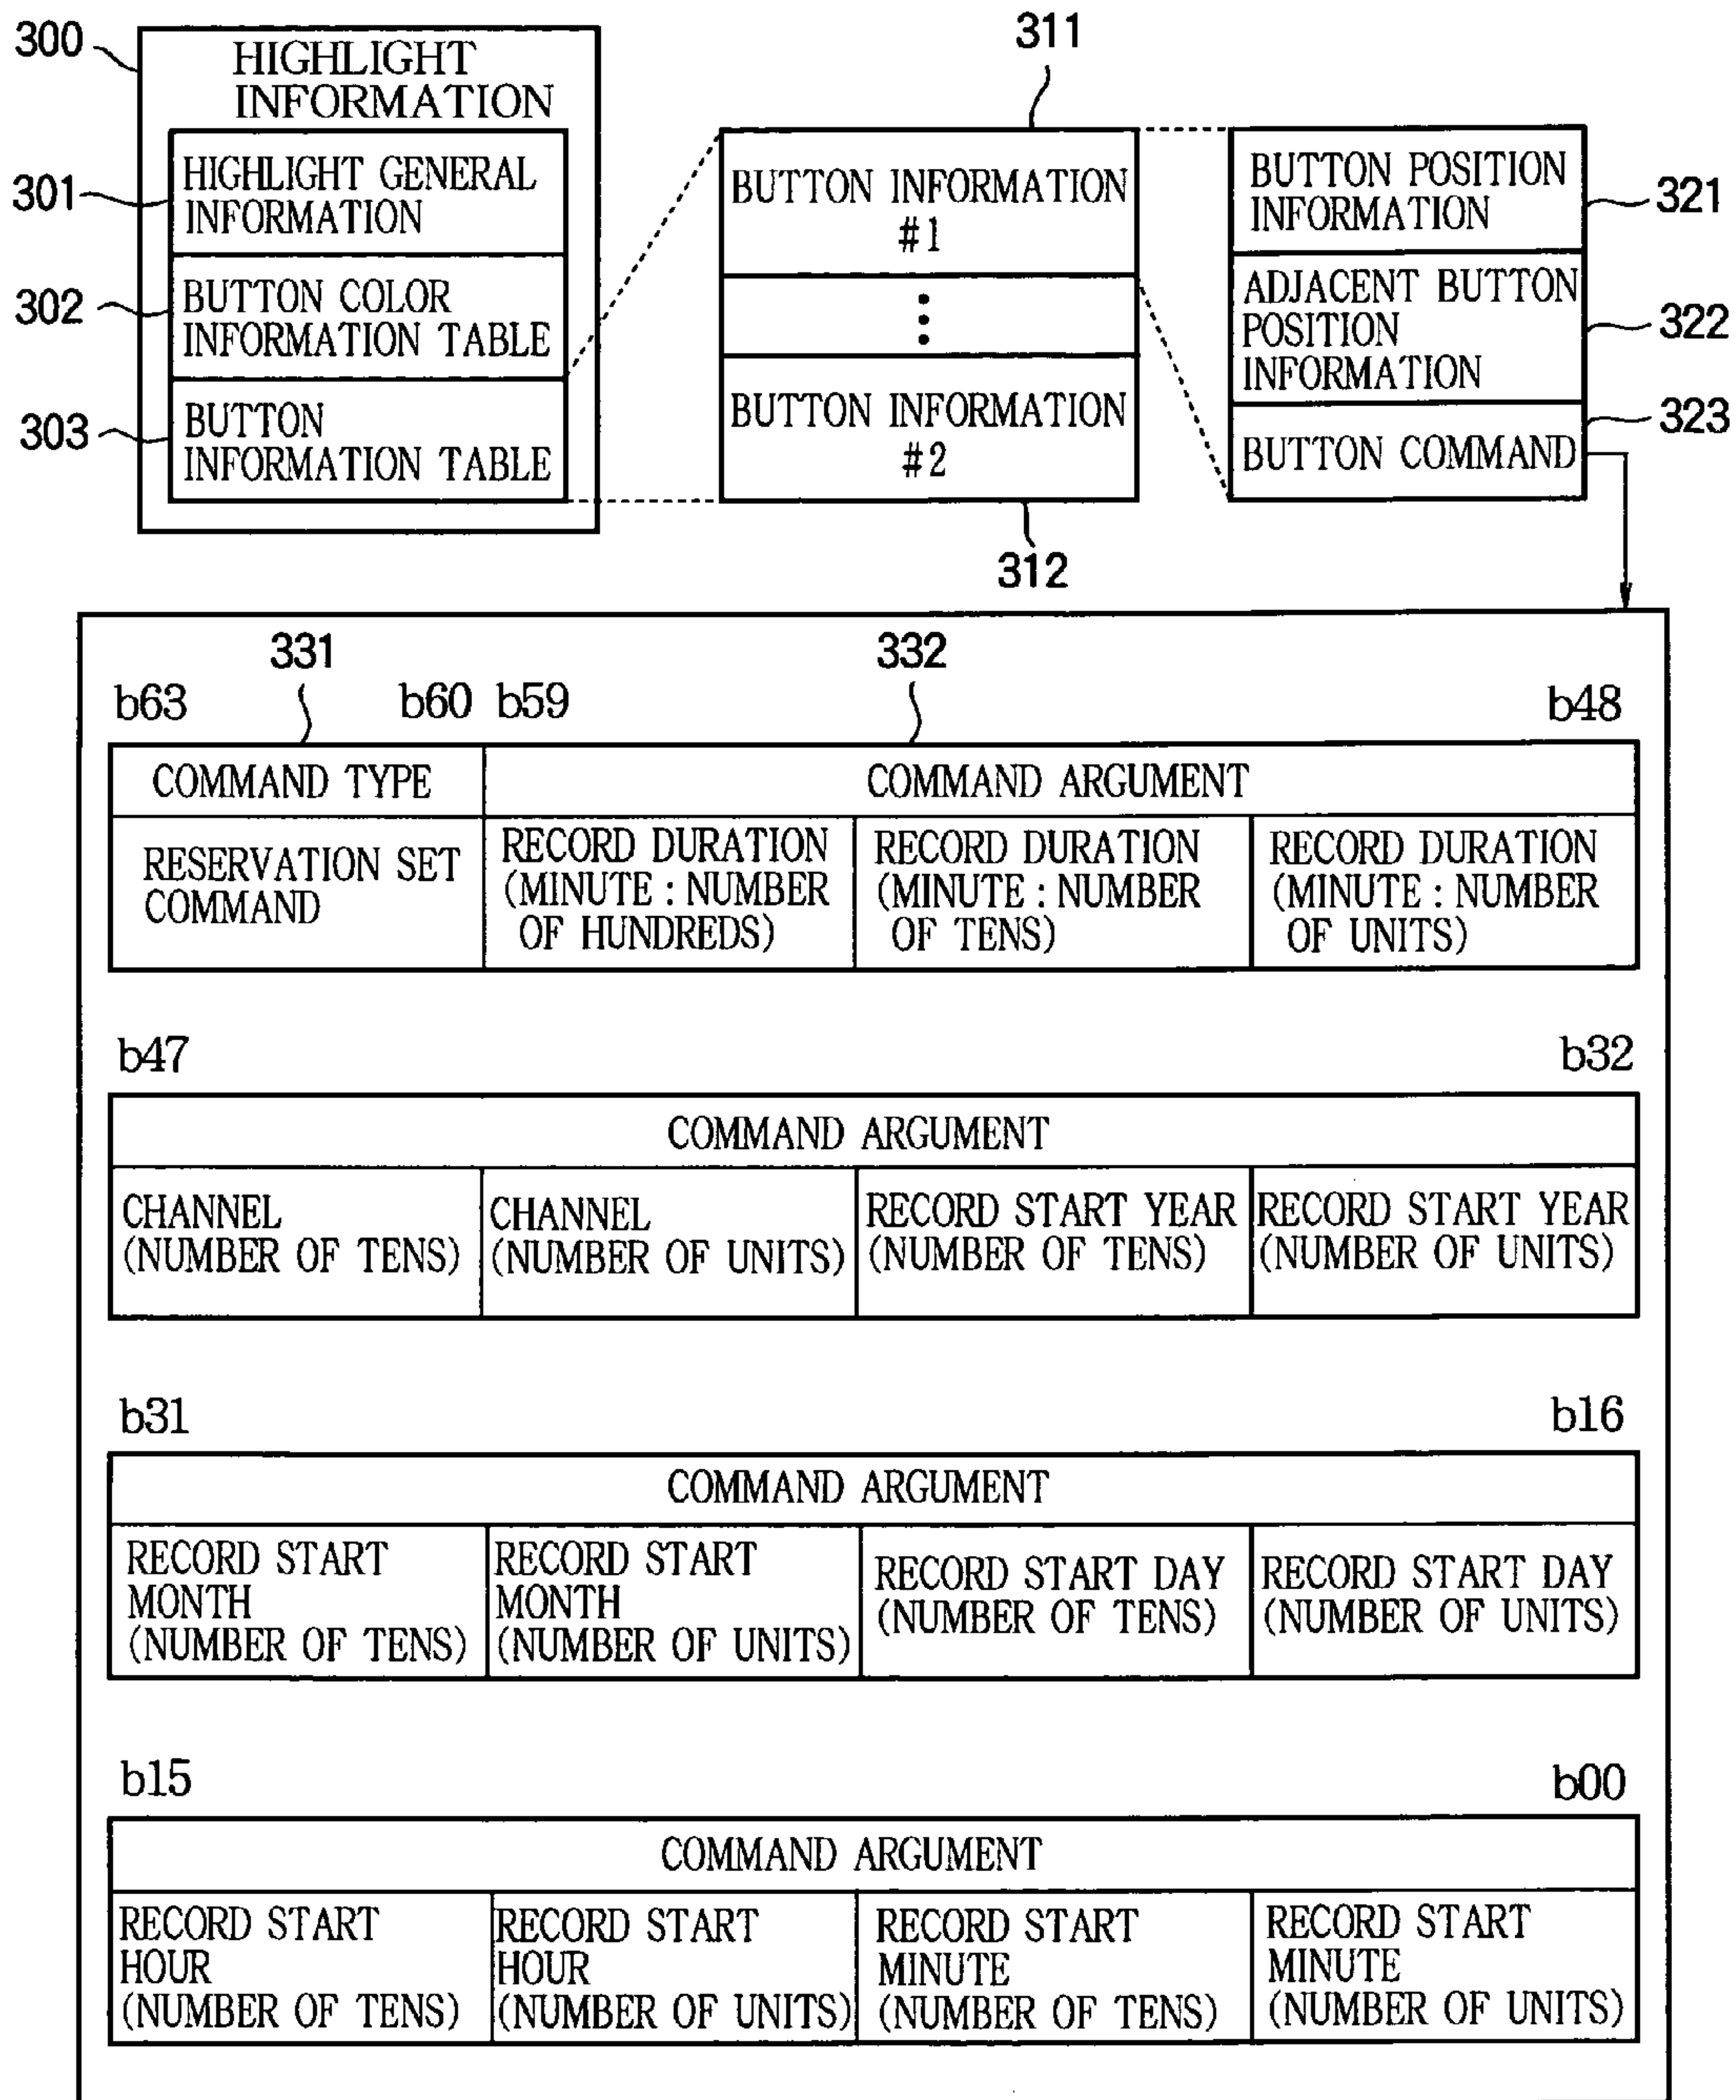 300
HIGHLIGHT
INFORMATION
301
HIGHLIGHT GENERAL
INFORMATION
302
BUTTON COLOR
INFORMATION TABLE
303
BUTTON
INFORMATION TABLE
311
BUTTON INFORMATION
#1
BUTTON INFORMATION
#2
312
BUTTON POSITION
INFORMATION
321
ADJACENT BUTTON
POSITION
INFORMATION
322
BUTTON COMMAND
323
331
332
b63
b60
b59
b48
COMMAND TYPE
COMMAND ARGUMENT
RESERVATION SET
COMMAND
RECORD DURATION
(MINUTE : NUMBER
OF HUNDREDS)
RECORD DURATION
(MINUTE : NUMBER
OF TENS)
RECORD DURATION
(MINUTE : NUMBER
OF UNITS)
b47
b32
COMMAND ARGUMENT
CHANNEL
(NUMBER OF TENS)
CHANNEL
(NUMBER OF UNITS)
RECORD START YEAR
(NUMBER OF TENS)
RECORD START YEAR
(NUMBER OF UNITS)
b31
b16
COMMAND ARGUMENT
RECORD START
MONTH
(NUMBER OF TENS)
RECORD START
MONTH
(NUMBER OF UNITS)
RECORD START DAY
(NUMBER OF TENS)
RECORD START DAY
(NUMBER OF UNITS)
b15
b00
COMMAND ARGUMENT
RECORD START
HOUR
(NUMBER OF TENS)
RECORD START
HOUR
(NUMBER OF UNITS)
RECORD START
MINUTE
(NUMBER OF TENS)
RECORD START
MINUTE
(NUMBER OF UNITS)